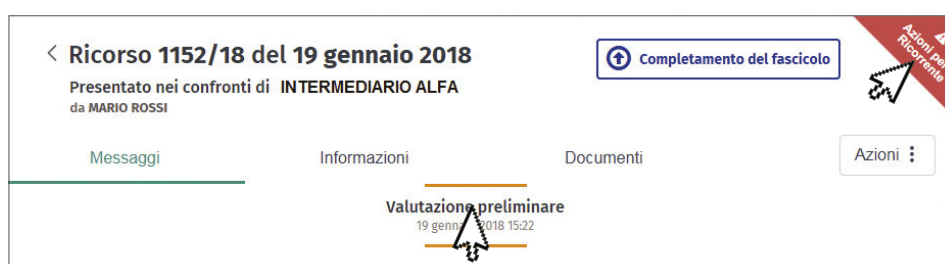 Ricorso 1152/18 del 19 gennaio 2018
Completamento del fascicolo
Azioni per
Ricorrente
Presentato nei confronti di INTERMEDIARIO ALFA
da MARIO ROSSI
Messaggi
Informazioni
Documenti
Azioni
Valutazione preliminare
19 gennaio 2018 15:22